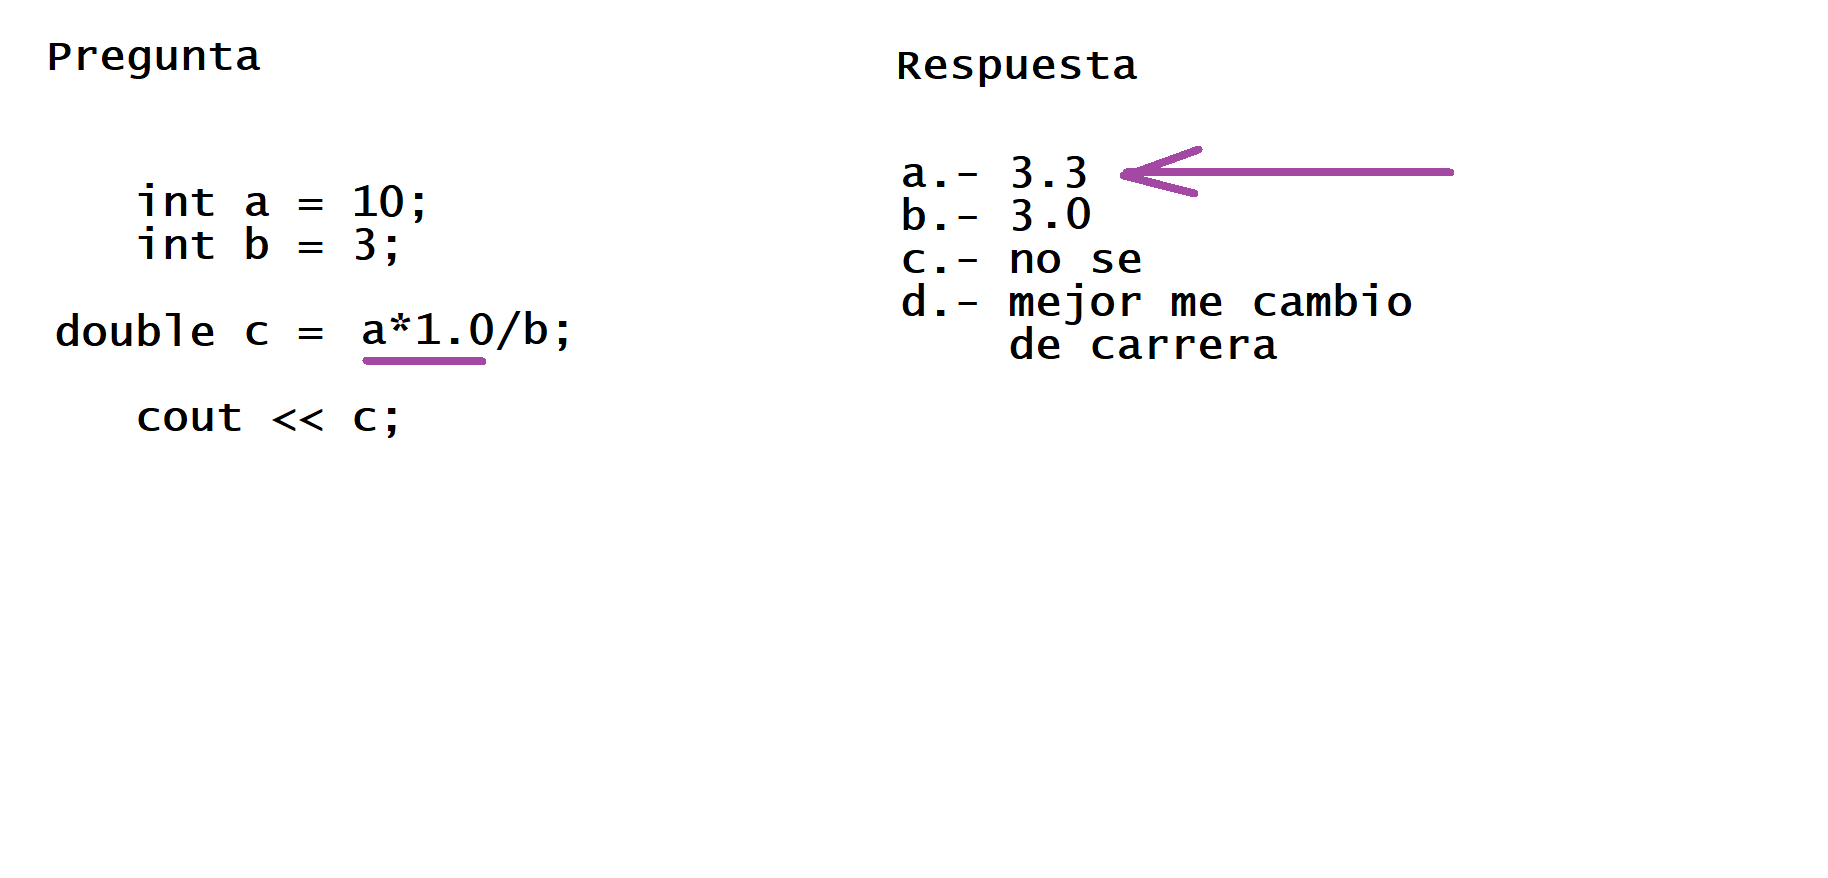 Pregunta
int a = 10;
int b = 3;
double c = a*1.0/b;
cout << c;
Respuesta
a.- 3.3
b.- 3.0
c.- no se
d.- mejor me cambio
de carrera